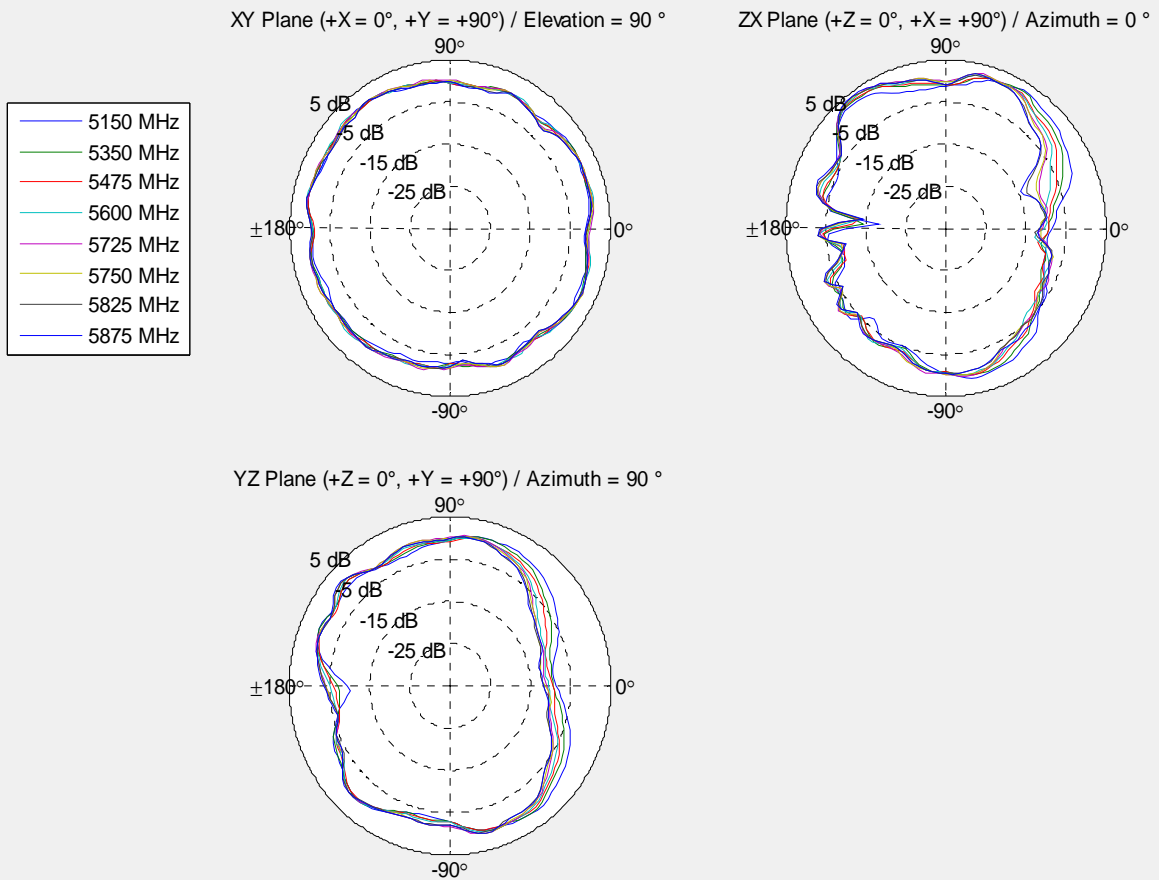 XY Plane (+X = 0°, +Y = +90°) / Elevation = 90 °
90°
5 dB
-5 dB
-15 dB
-25 dB
±180°
0°
-90°
ZX Plane (+Z = 0°, +X = +90°) / Azimuth = 0 °
90°
5 dB
-5 dB
-15 dB
-25 dB
±180°
0°
-90°
5150 MHz
5350 MHz
5475 MHz
5600 MHz
5725 MHz
5750 MHz
5825 MHz
5875 MHz
YZ Plane (+Z = 0°, +Y = +90°) / Azimuth = 90 °
90°
5 dB
-5 dB
-15 dB
-25 dB
±180°
0°
-90°